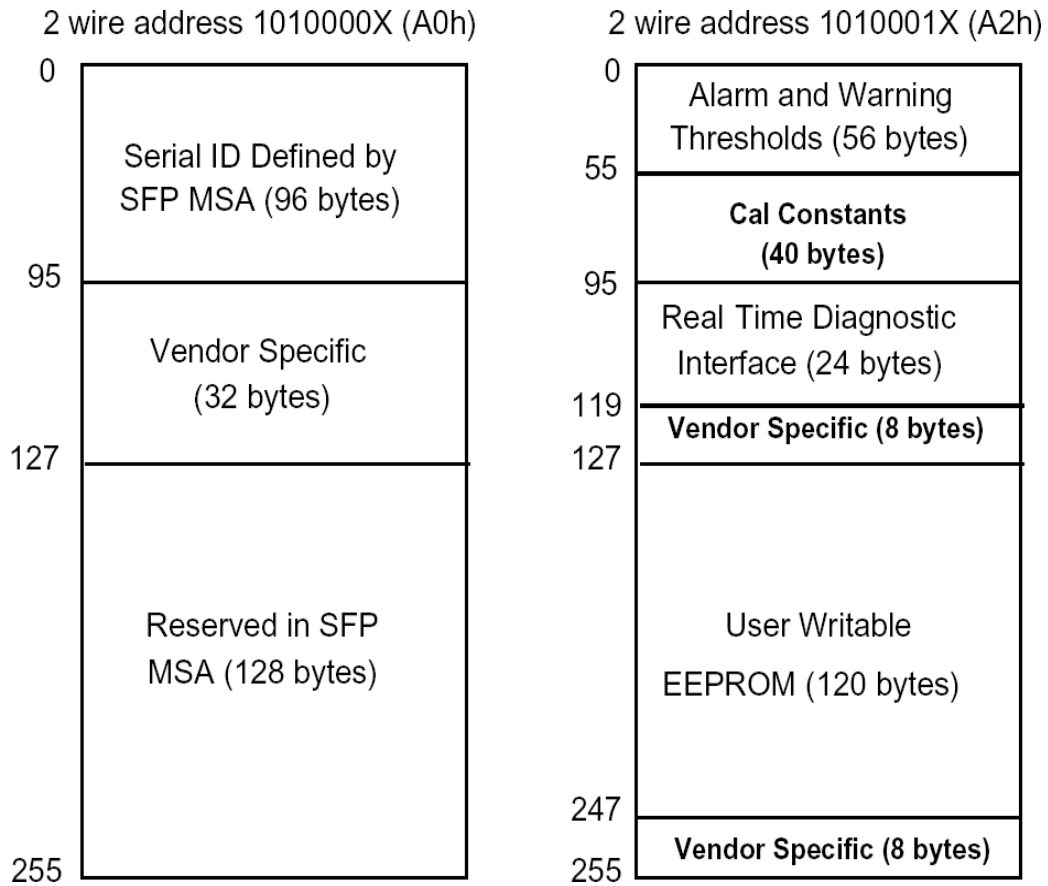 2 wire address 1010000X (A0h)
0
Serial ID Defined by
SFP MSA (96 bytes)
95
Vendor Specific
(32 bytes)
127
Reserved in SFP
MSA (128 bytes)
255
2 wire address 1010001X (A2h)
0
Alarm and Warning
Thresholds (56 bytes)
55
Cal Constants
(40 bytes)
95
Real Time Diagnostic
Interface (24 bytes)
119
Vendor Specific (8 bytes)
127
User Writable
EEPROM (120 bytes)
247
Vendor Specific (8 bytes)
255